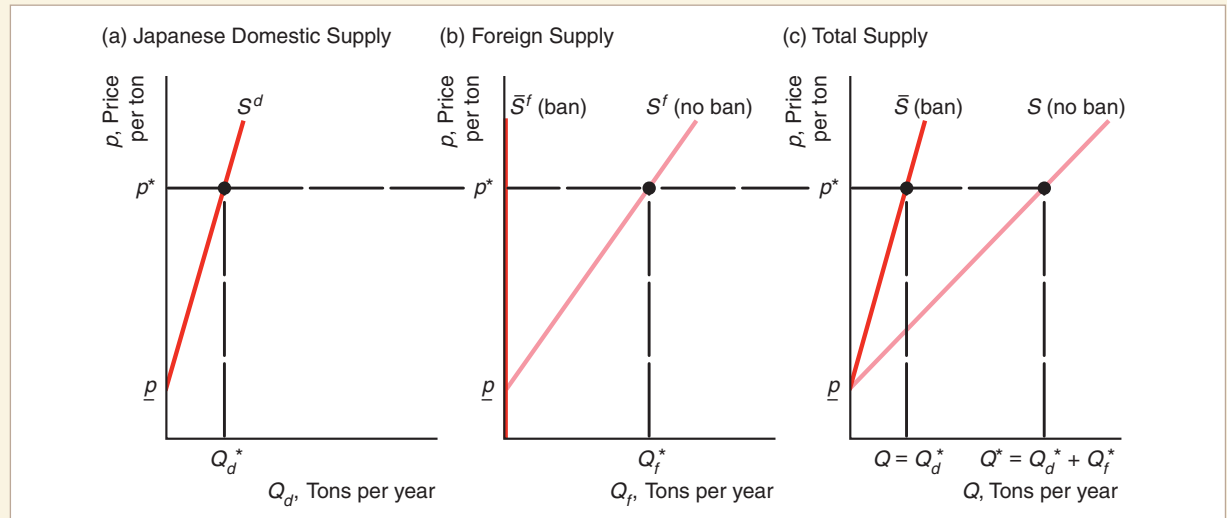 (a) Japanese Domestic Supply
p, Price
per ton
S^d
p*
p̲
Q_d*
Q_d, Tons per year
(b) Foreign Supply
p, Price
per ton
S̄^f (ban)
S^f (no ban)
p*
p̲
Q_f*
Q_f, Tons per year
(c) Total Supply
p, Price
per ton
S̄ (ban)
S (no ban)
p*
p̲
Q = Q_d*
Q* = Q_d* + Q_f*
Q, Tons per year